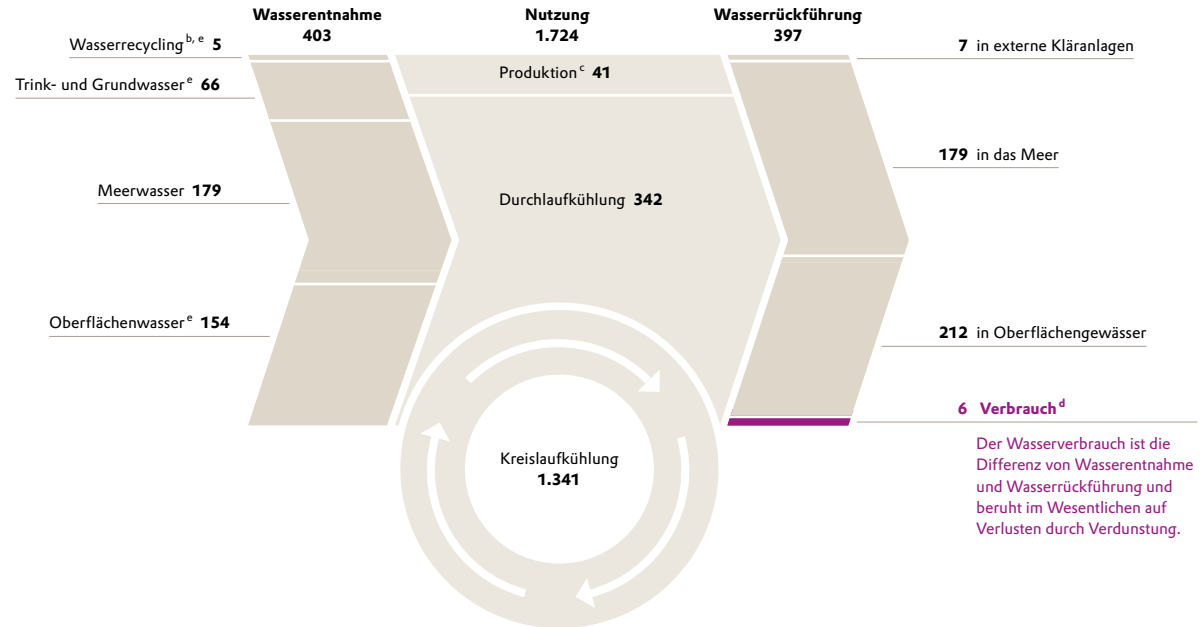 Wasserentnahme
403
Nutzung
1.724
Wasserrückführung
397
Wasserrecycling b, e 5
Trink- und Grundwasser e 66
Meerwasser 179
Oberflächenwasser e 154
Produktion c 41
Durchlaufkühlung 342
Kreislaufkühlung
1.341
7 in externe Kläranlagen
179 in das Meer
212 in Oberflächengewässer
6 Verbrauch d
Der Wasserverbrauch ist die
Differenz von Wasserentnahme
und Wasserrückführung und
beruht im Wesentlichen auf
Verlusten durch Verdunstung.